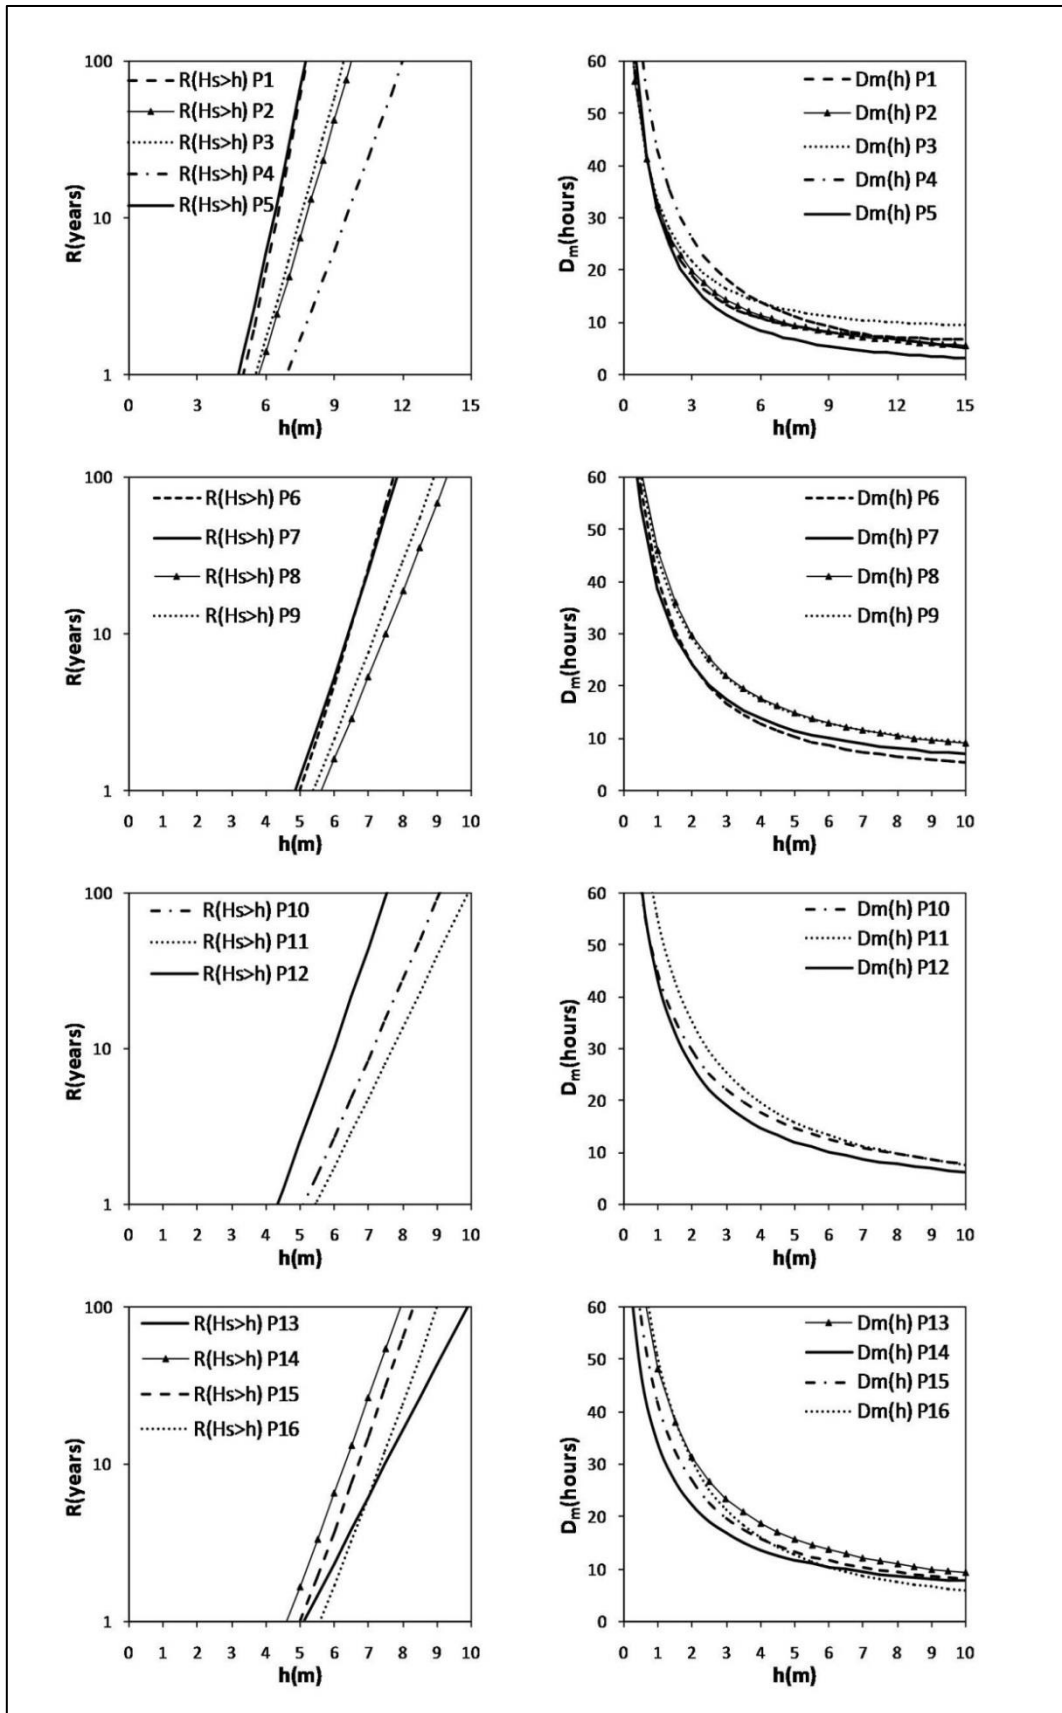 100
10
1
R(years)
R(Hs>h) P1
R(Hs>h) P2
R(Hs>h) P3
R(Hs>h) P4
R(Hs>h) P5
0 3 6 9 12 15
h(m)
60
50
40
30
20
10
0
Dm(hours)
Dm(h) P1
Dm(h) P2
Dm(h) P3
Dm(h) P4
Dm(h) P5
0 3 6 9 12 15
h(m)
100
10
1
R(years)
R(Hs>h) P6
R(Hs>h) P7
R(Hs>h) P8
R(Hs>h) P9
0 1 2 3 4 5 6 7 8 9 10
h(m)
60
50
40
30
20
10
0
Dm(hours)
Dm(h) P6
Dm(h) P7
Dm(h) P8
Dm(h) P9
0 1 2 3 4 5 6 7 8 9 10
h(m)
100
10
1
R(years)
R(Hs>h) P10
R(Hs>h) P11
R(Hs>h) P12
0 1 2 3 4 5 6 7 8 9 10
h(m)
60
50
40
30
20
10
0
Dm(hours)
Dm(h) P10
Dm(h) P11
Dm(h) P12
0 1 2 3 4 5 6 7 8 9 10
h(m)
100
10
1
R(years)
R(Hs>h) P13
R(Hs>h) P14
R(Hs>h) P15
R(Hs>h) P16
0 1 2 3 4 5 6 7 8 9 10
h(m)
60
50
40
30
20
10
0
Dm(hours)
Dm(h) P13
Dm(h) P14
Dm(h) P15
Dm(h) P16
0 1 2 3 4 5 6 7 8 9 10
h(m)